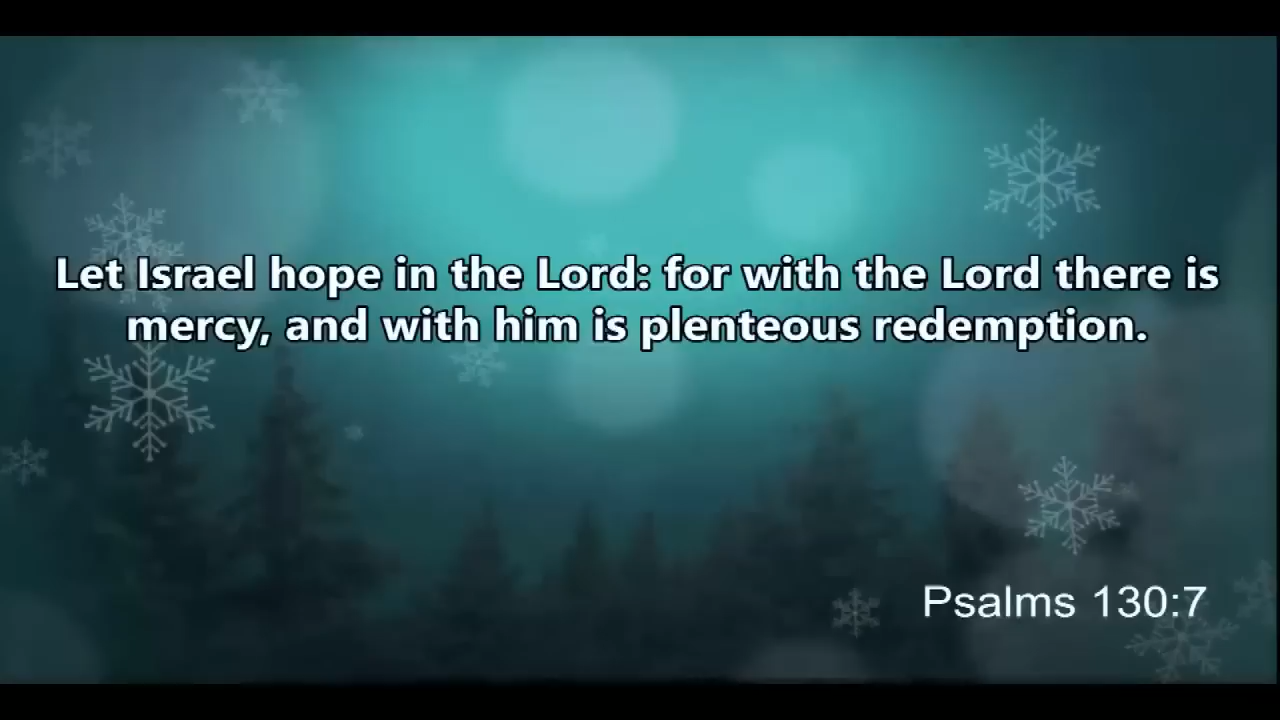 Let Israel hope in the Lord: for with the Lord there is
mercy, and with him is plenteous redemption.
Psalms 130:7